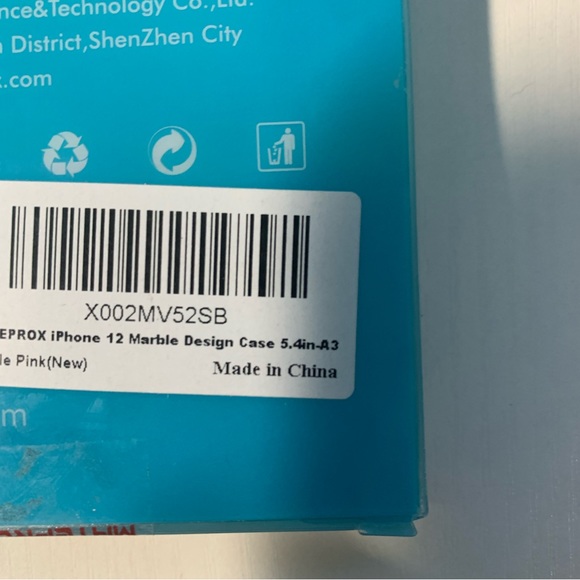 nce&Technology Co.,Ltd.
District,ShenZhen City
.com
X002MV52SB
EPROX iPhone 12 Marble Design Case 5.4in-A3
le Pink(New)
Made in China
m